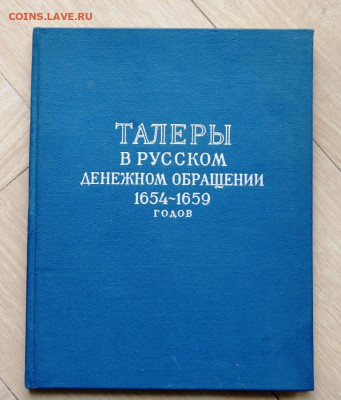 COINS.LAVE.RU
ТАЛЕРЫ
В РУССКОМ
ДЕНЕЖНОМ ОБРАЩЕНИИ
1654~1659
ГОДОВ